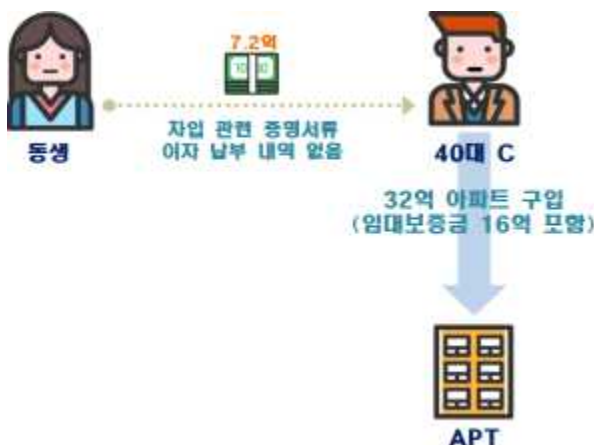 7.2억
차입 관련 증명서류
이자 납부 내역 없음
동생
40대 C
32억 아파트 구입
(임대보증금 16억 포함)
APT